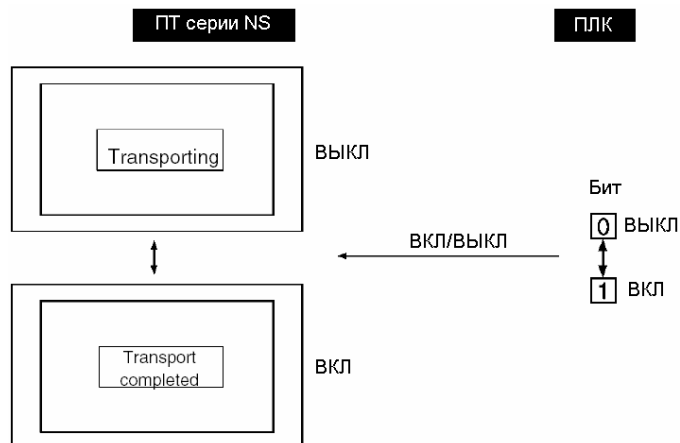 ПТ серии NS
ПЛК
Transporting
ВЫКЛ
Бит
0 ВЫКЛ
ВКЛ/ВЫКЛ
1 ВКЛ
Transport
completed
ВКЛ